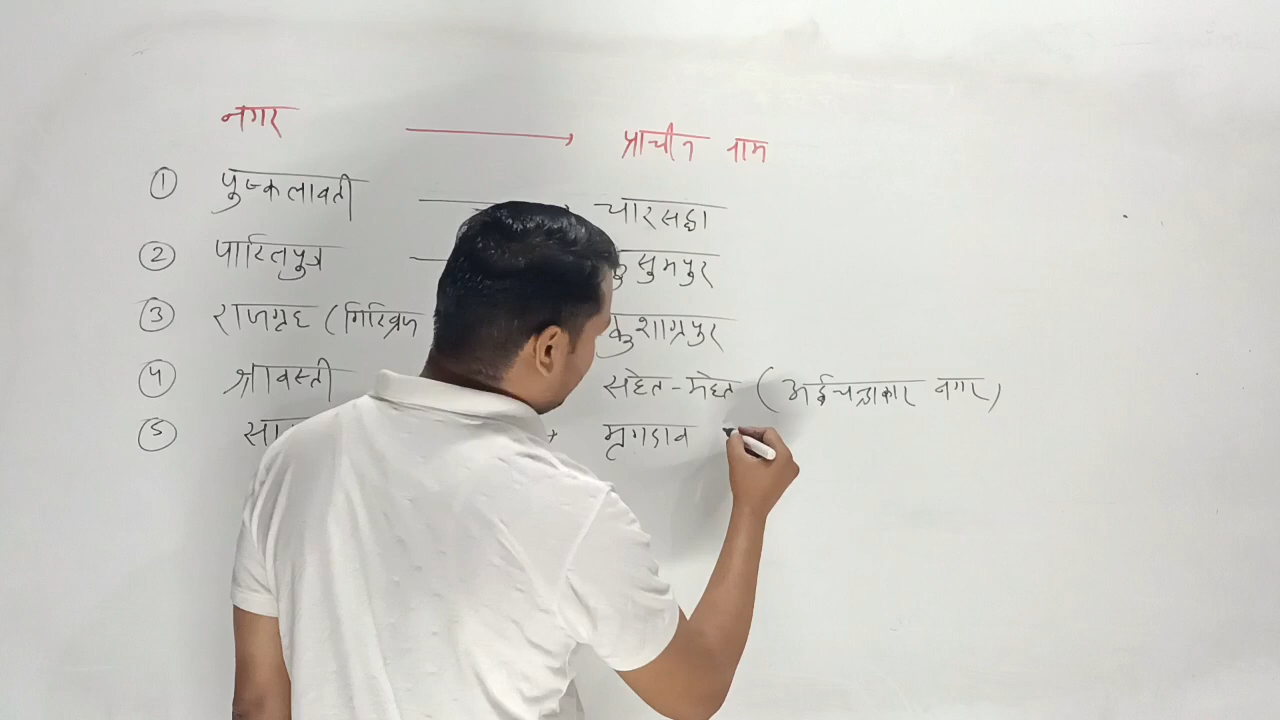 नगर → प्राचीन नाम
① पुष्कलावती → चारसद्दा
② पाटलिपुत्र — कुसुमपुर
③ राजगृह (गिरिव्रज कुशाग्रपुर
④ श्रावस्ती सहेत-महेत (अर्द्धचन्द्राकार नगर)
⑤ → मृगदाव